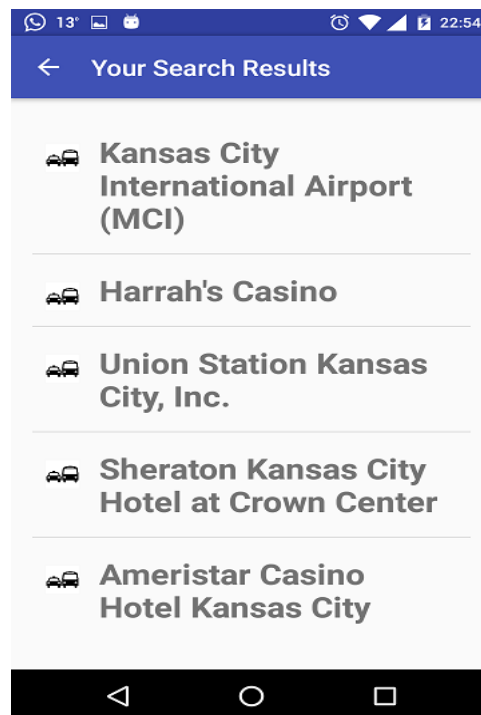 13° 22:54
Your Search Results
Kansas City
International Airport
(MCI)
Harrah's Casino
Union Station Kansas
City, Inc.
Sheraton Kansas City
Hotel at Crown Center
Ameristar Casino
Hotel Kansas City